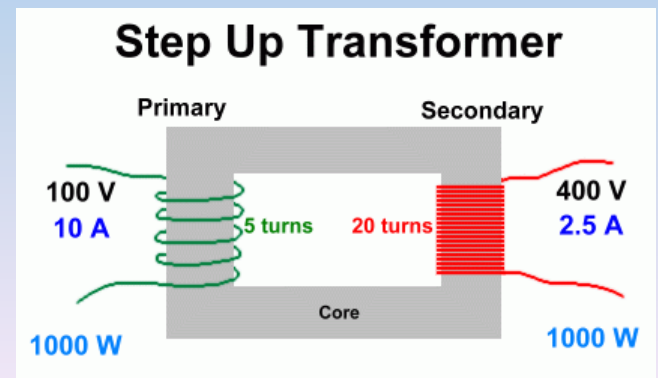 Step Up Transformer
Primary
Secondary
100 V
10 A
5 turns
20 turns
400 V
2.5 A
Core
1000 W
1000 W